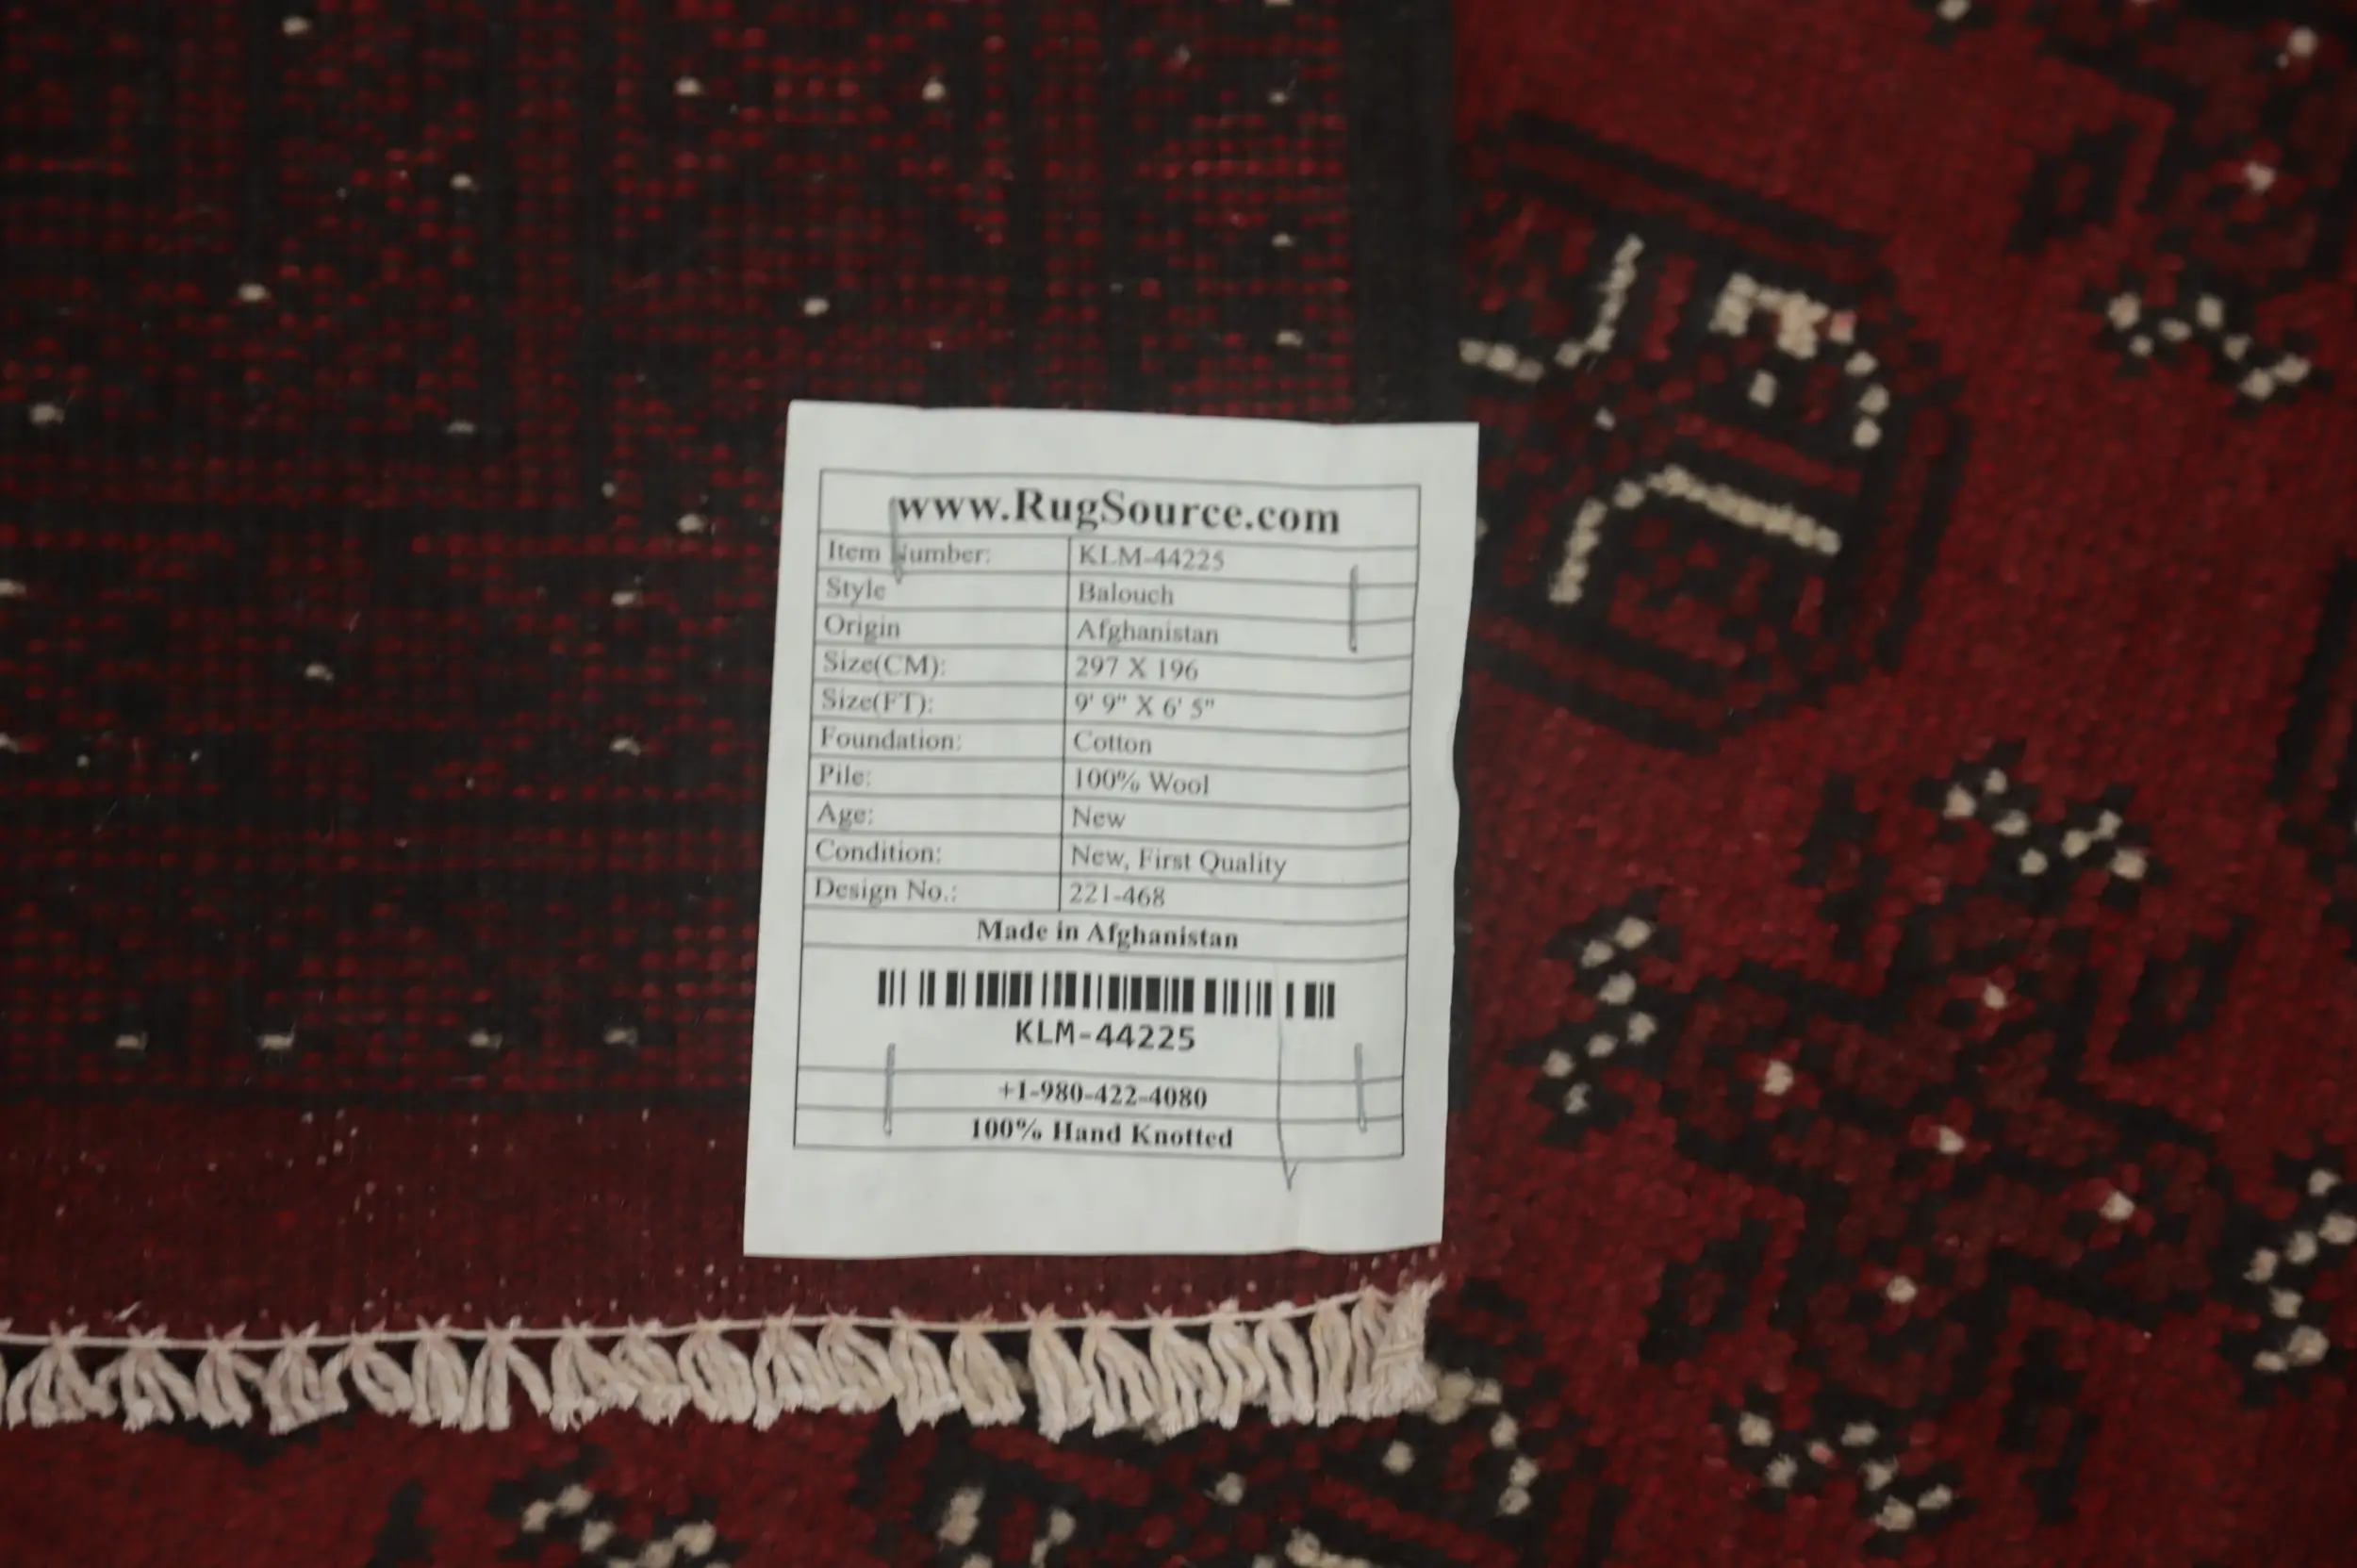 www.RugSource.com
Item Number: KLM-44225
Style Balouch
Origin Afghanistan
Size(CM): 297 X 196
Size(FT): 9' 9" X 6' 5"
Foundation: Cotton
Pile: 100% Wool
Age: New
Condition: New, First Quality
Design No.: 221-468
Made in Afghanistan
KLM-44225
+1-980-422-4080
100% Hand Knotted